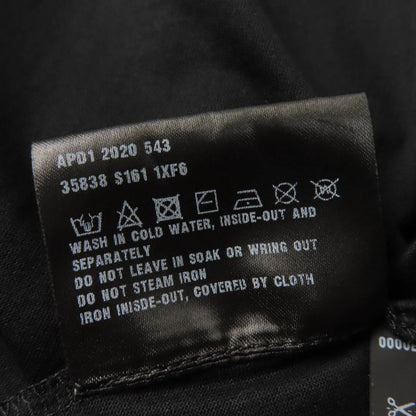 APD1 2020 543
35838 S161 1XF6
WASH IN COLD WATER, INSIDE-OUT AND
SEPARATELY
DO NOT LEAVE IN SOAK OR WRING OUT
DO NOT STEAM IRON
IRON INISDE-OUT, COVERED BY CLOTH